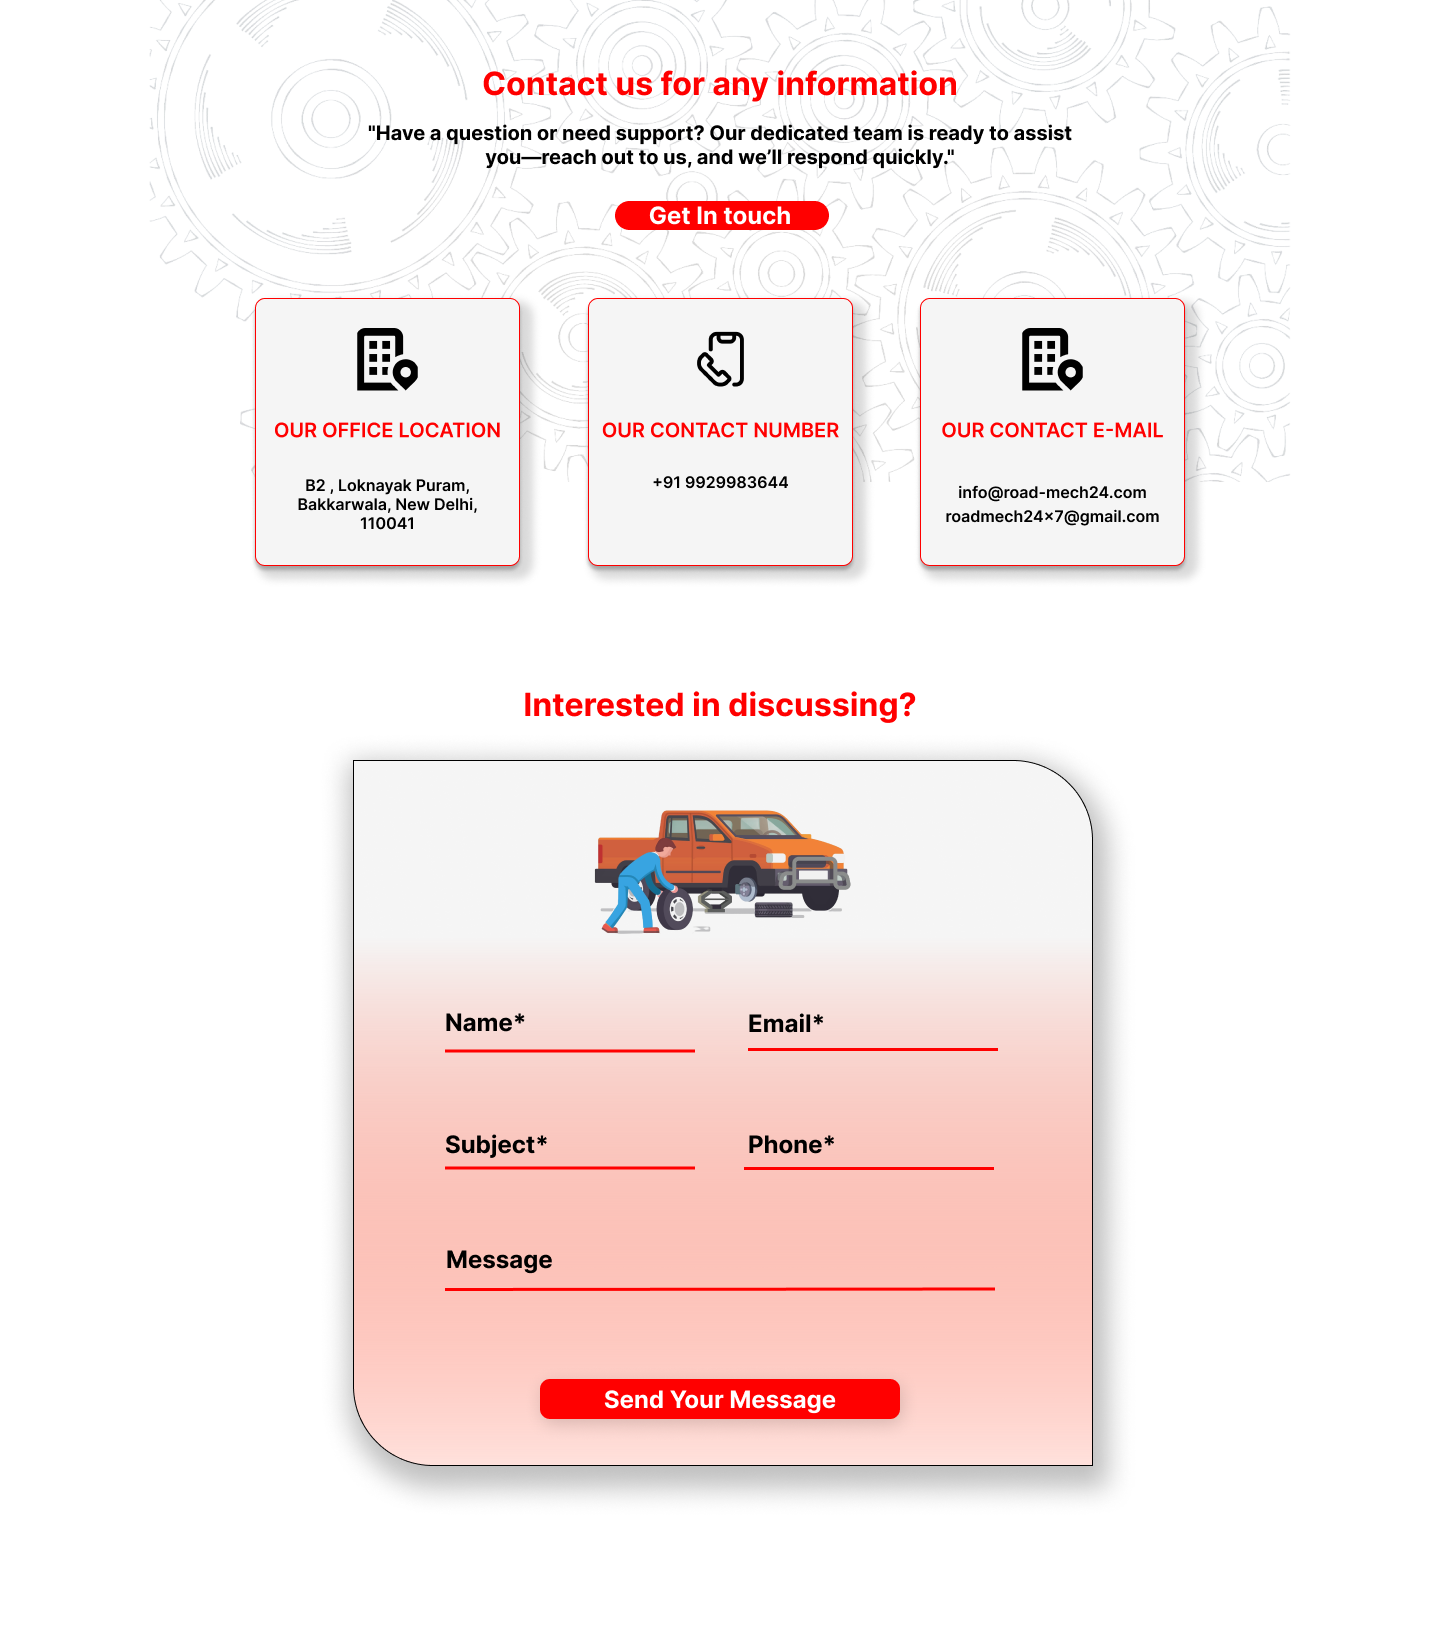 Contact us for any information
"Have a question or need support? Our dedicated team is ready to assist
you—reach out to us, and we’ll respond quickly."
Get In touch
OUR OFFICE LOCATION
B2 , Loknayak Puram,
Bakkarwala, New Delhi,
110041
OUR CONTACT NUMBER
+91 9929983644
OUR CONTACT E-MAIL
info@road-mech24.com
roadmech24×7@gmail.com
Interested in discussing?
Name*
Email*
Subject*
Phone*
Message
Send Your Message